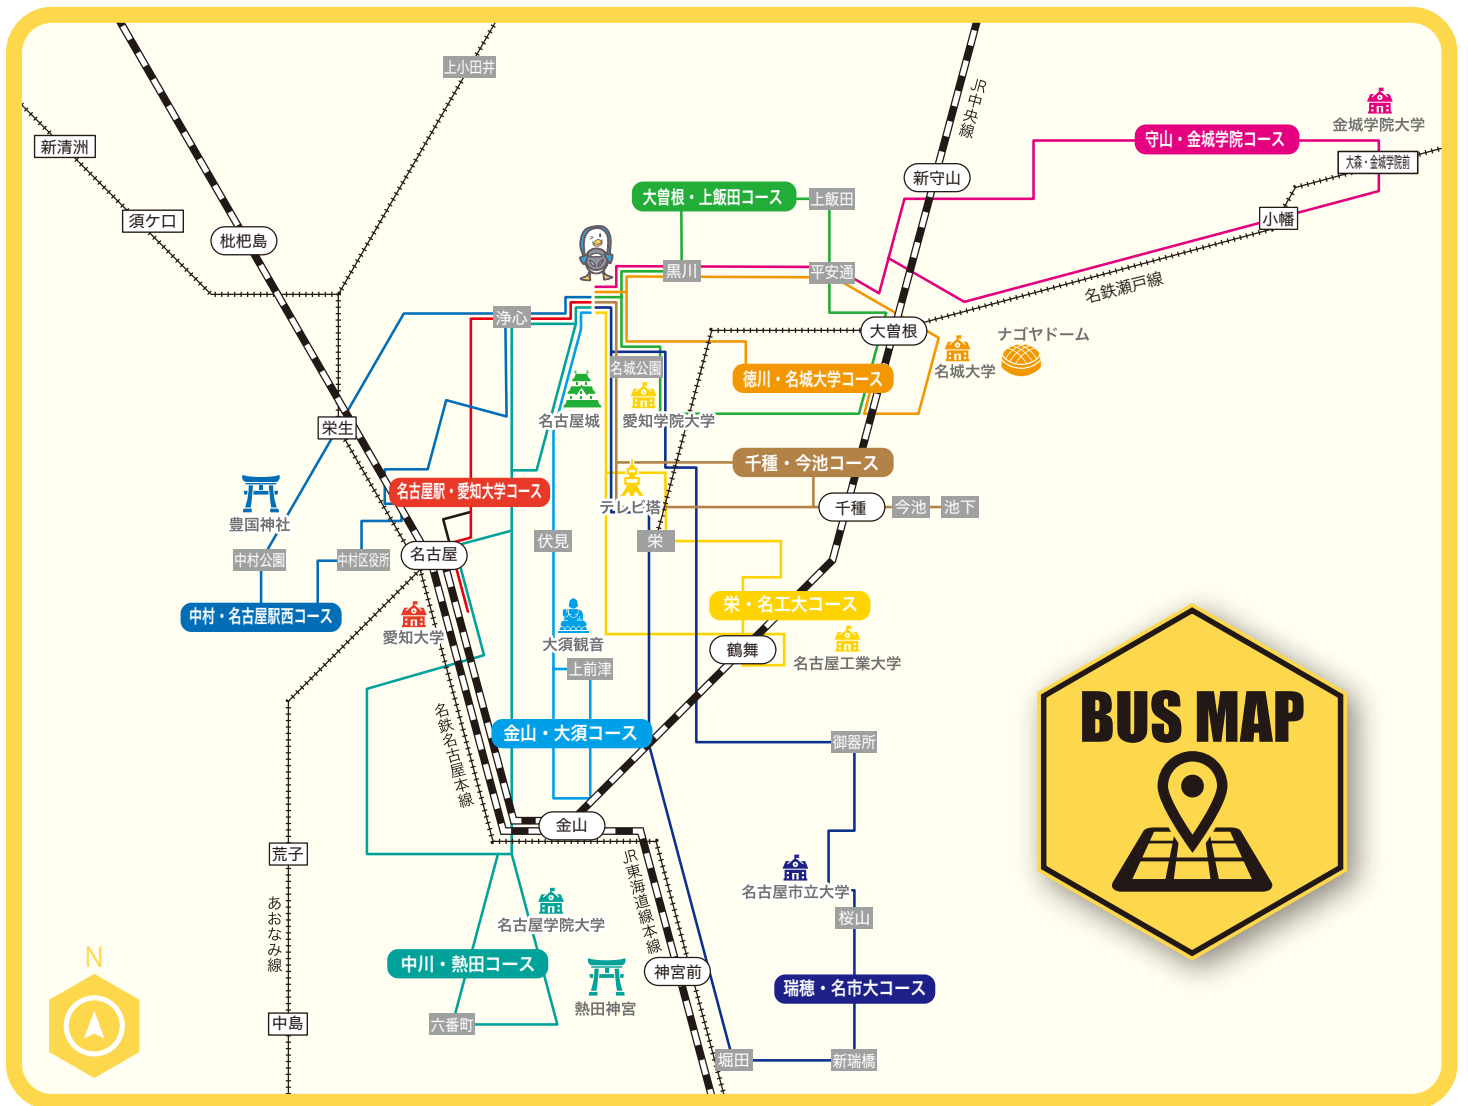 上小田井
JR中央線
金城学院大学
守山・金城学院コース
新清洲
大森・金城学院前
新守山
大曽根・上飯田コース
上飯田
須ケ口
小幡
枇杷島
黒川
平安通
名鉄瀬戸線
浄心
大曽根
ナゴヤドーム
名城公園
名城大学
徳川・名城大学コース
名古屋城
愛知学院大学
栄生
千種・今池コース
名古屋駅・愛知大学コース
テレビ塔
千種
今池
池下
豊国神社
伏見
栄
名古屋
中村公園
中村区役所
栄・名工大コース
中村・名古屋駅西コース
愛知大学
大須観音
鶴舞
名古屋工業大学
上前津
BUS MAP
名鉄名古屋本線
金山・大須コース
御器所
金山
荒子
JR東海道線本線
名古屋市立大学
桜山
あおなみ線
名古屋学院大学
N
中川・熱田コース
神宮前
瑞穂・名市大コース
熱田神宮
中島
六番町
堀田
新瑞橋